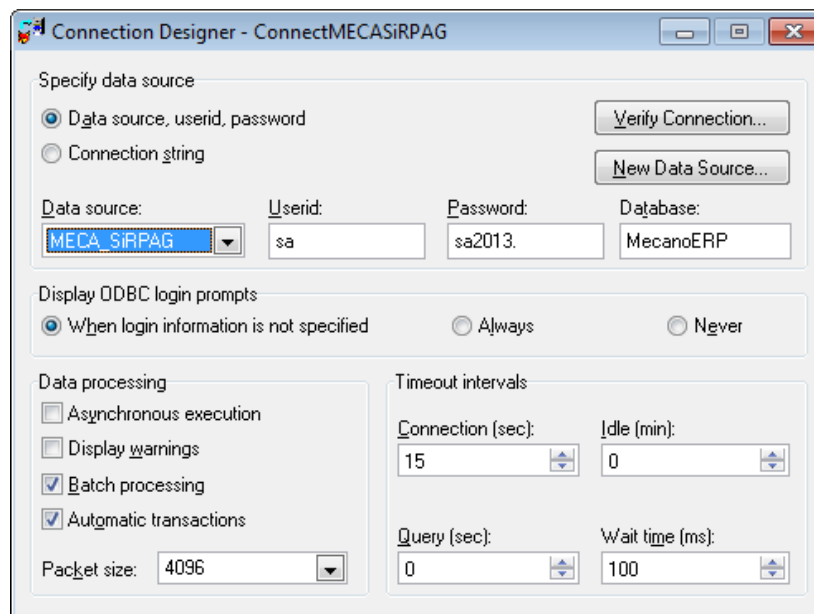 Connection Designer - ConnectMECASiRPAG
Specify data source
Data source, userid, password
Verify Connection...
Connection string
New Data Source...
Data source: Userid: Password: Database:
MECA_SiRPAG sa sa2013. MecanoERP
Display ODBC login prompts
When login information is not specified Always Never
Data processing
Asynchronous execution
Display warnings
Batch processing
Automatic transactions
Packet size: 4096
Timeout intervals
Connection (sec): Idle (min):
15 0
Query (sec): Wait time (ms):
0 100